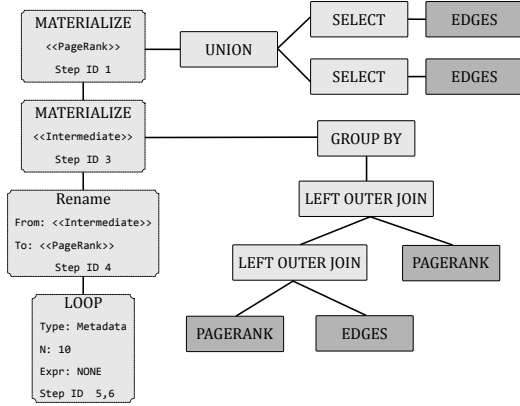 MATERIALIZE
<<PageRank>>
Step ID 1
UNION
SELECT
EDGES
SELECT
EDGES
MATERIALIZE
<<Intermediate>>
Step ID 3
GROUP BY
LEFT OUTER JOIN
LEFT OUTER JOIN
PAGERANK
PAGERANK
EDGES
Rename
From: <<Intermediate>>
To: <<PageRank>>
Step ID 4
LOOP
Type: Metadata
N: 10
Expr: NONE
Step ID 5,6